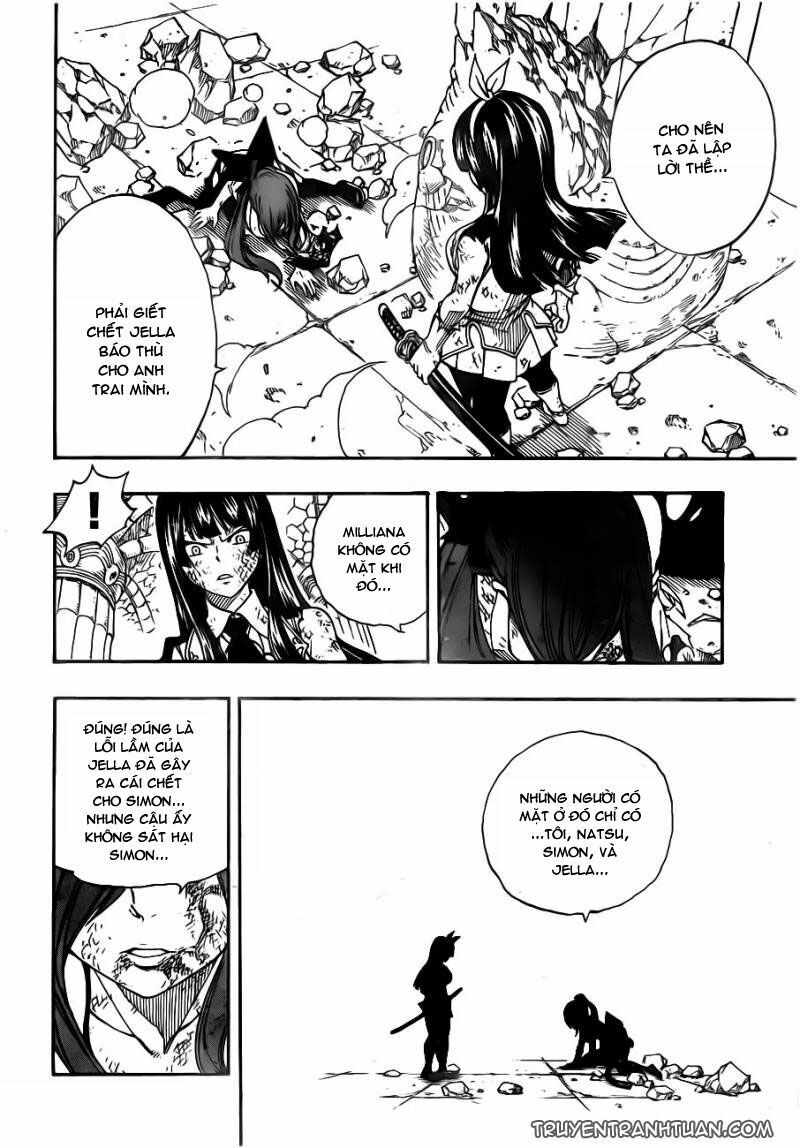 CHO NÊN
TA ĐÃ LẬP
LỜI THỀ...
PHẢI GIẾT
CHẾT JELLA
BÁO THÙ
CHO ANH
TRAI MÌNH.
!
MILLIANA
KHÔNG CÓ
MẶT KHI
ĐÓ...
NHỮNG NGƯỜI CÓ
MẶT Ở ĐÓ CHỈ CÓ
...TÔI, NATSU,
SIMON, VÀ
JELLA...
ĐÚNG! ĐÚNG LÀ
LỖI LẦM CỦA
JELLA ĐÃ GÂY
RA CÁI CHẾT
CHO SIMON...
NHƯNG CẬU ẤY
KHÔNG SÁT HẠI
SIMON...
TRUYENTRANHTUAN.COM